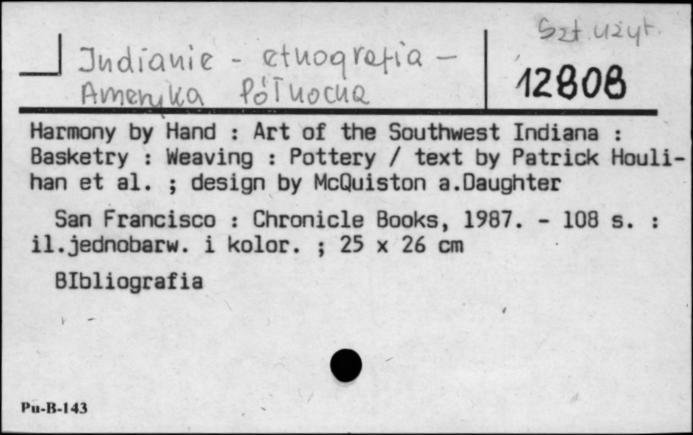 Szt. użyt.
Indianie - etnografia -
Ameryka Północna
12808
Harmony by Hand : Art of the Southwest Indiana :
Basketry : Weaving : Pottery / text by Patrick Houli-
han et al. ; design by McQuiston a.Daughter
San Francisco : Chronicle Books, 1987. - 108 s. :
il.jednobarw. i kolor. ; 25 x 26 cm
BIbliografia
Pu-B-143